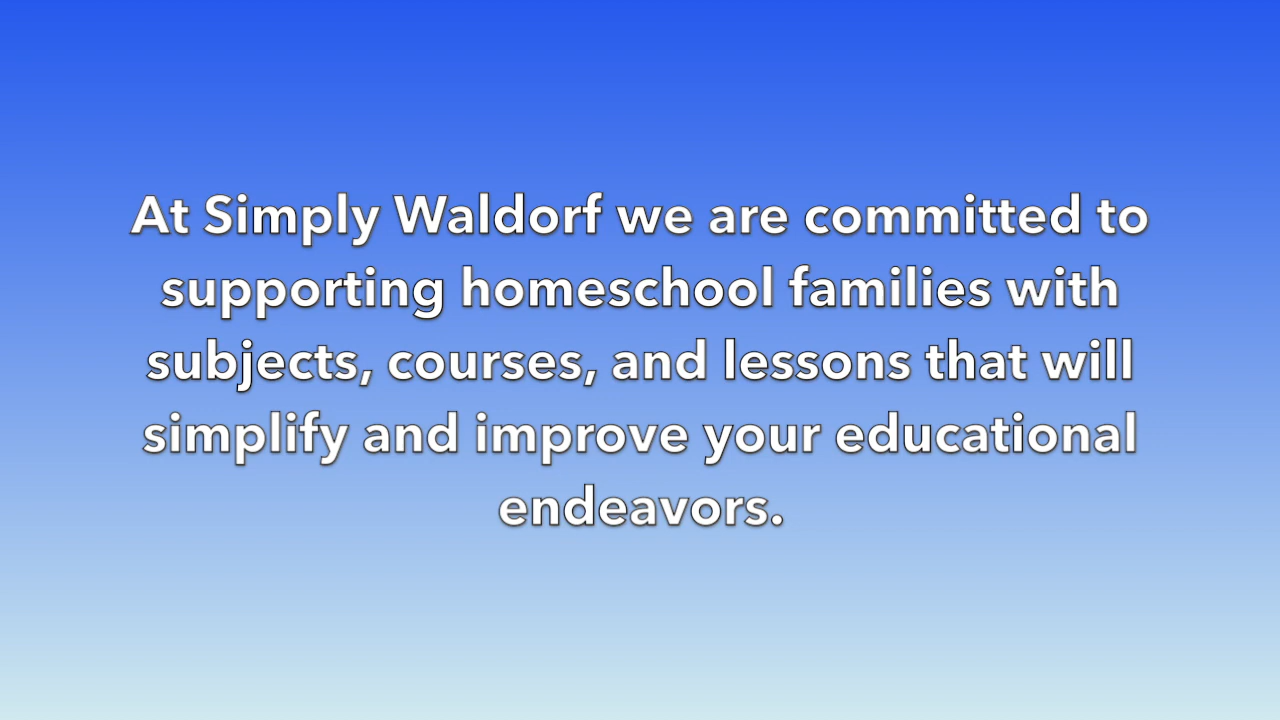 At Simply Waldorf we are committed to
supporting homeschool families with
subjects, courses, and lessons that will
simplify and improve your educational
endeavors.